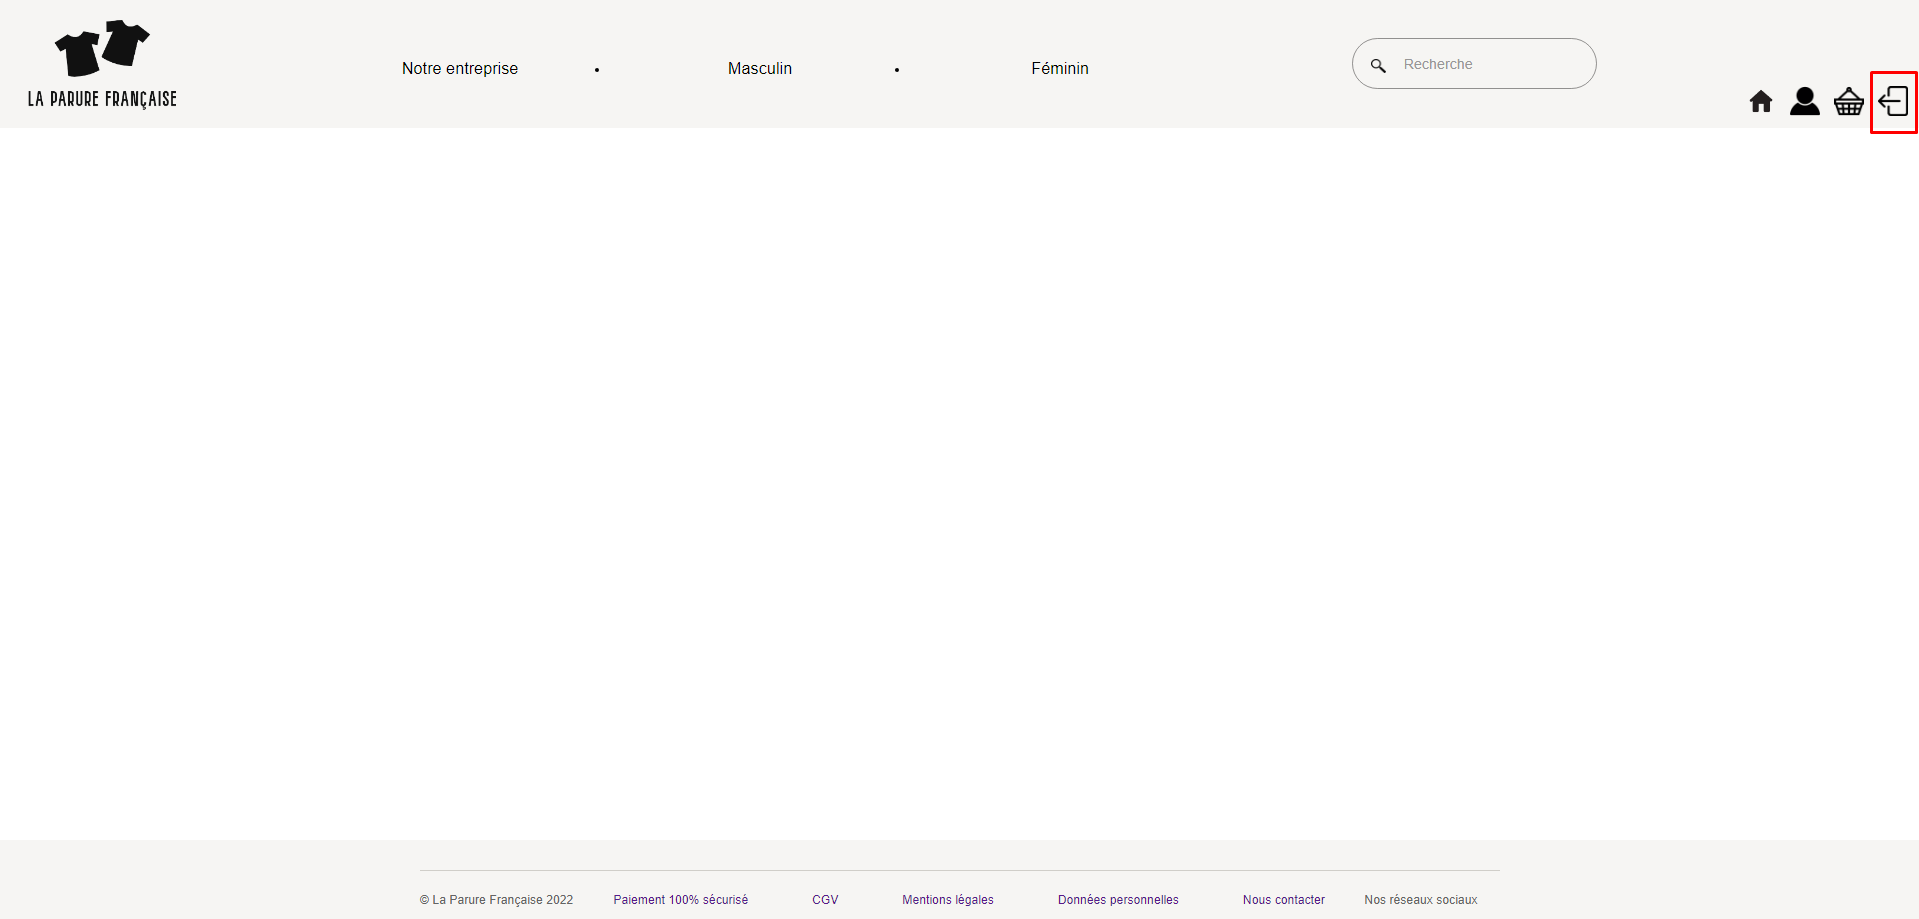 LA PARURE FRANÇAISE
Notre entreprise
Masculin
Féminin
Recherche
© La Parure Française 2022
Paiement 100% sécurisé
CGV
Mentions légales
Données personnelles
Nous contacter
Nos réseaux sociaux